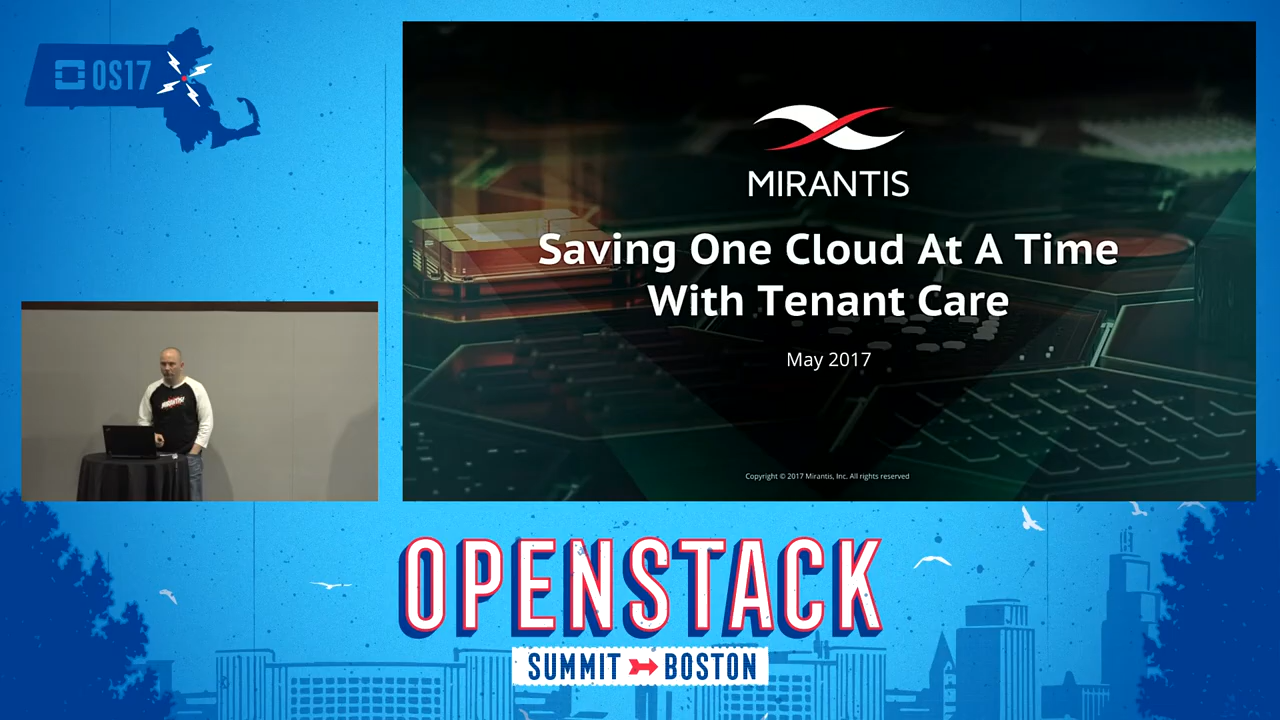 OS17
MIRANTIS
Saving One Cloud At A Time
With Tenant Care
May 2017
Copyright © 2017 Mirantis, Inc. All rights reserved
MIRANTIS
OPENSTACK
SUMMIT BOSTON